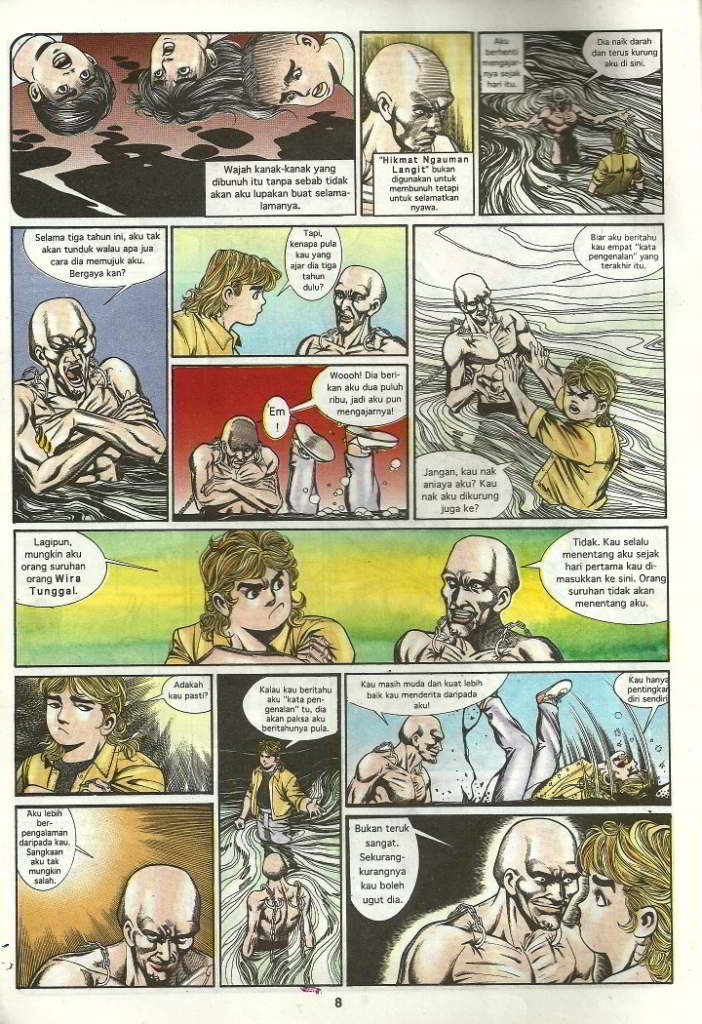 Wajah kanak-kanak yang
dibunuh itu tanpa sebab tidak
akan aku lupakan buat selama-
lamanya.
"Hikmat Ngauman
Langit" bukan
digunakan untuk
membunuh tetapi
untuk selamatkan
nyawa.
Aku
berhenti
mengajar-
nya sejak
hari itu.
Dia naik darah
dan terus kurung
aku di sini.
Selama tiga tahun ini, aku tak
akan tunduk walau apa jua
cara dia memujuk aku.
Bergaya kan?
Tapi,
kenapa pula
kau yang
ajar dia tiga
tahun
dulu?
Woooh! Dia beri-
kan aku dua puluh
ribu, jadi aku pun
mengajarnya!
Em
!
Biar aku beritahu
kau empat "kata
pengenalan" yang
terakhir itu.
Jangan, kau nak
aniaya aku? Kau
nak aku dikurung
juga ke?
Lagipun,
mungkin aku
orang suruhan
orang Wira
Tunggal.
Tidak. Kau selalu
menentang aku sejak
hari pertama kau di-
masukkan ke sini. Orang
suruhan tidak akan
menentang aku.
Adakah
kau pasti?
Aku lebih
ber-
pengalaman
daripada kau.
Sangkaan
aku tak
mungkin
salah.
Kalau kau beritahu
aku "kata pen-
genalan" tu, dia
akan paksa aku
beritahunya pula.
Kau masih muda dan kuat lebih
baik kau menderita daripada
aku!
Kau hanya
pentingkan
diri sendiri
Bukan teruk
sangat.
Sekurang-
kurangnya
kau boleh
ugut dia.
8